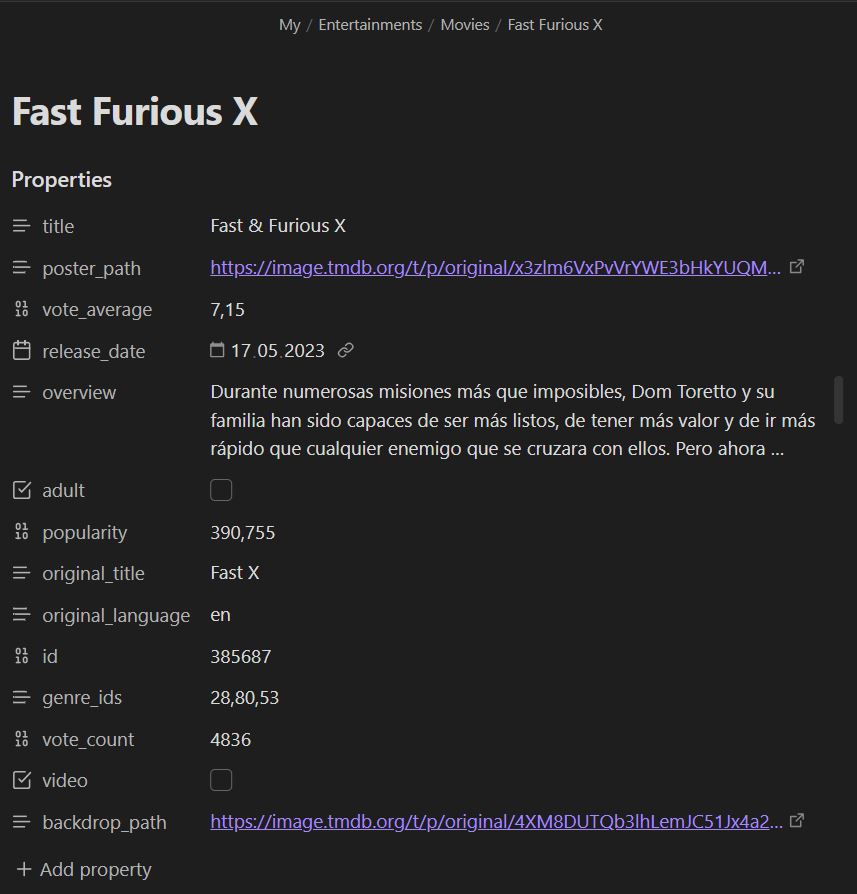 My / Entertainments / Movies / Fast Furious X
Fast Furious X
Properties
title Fast & Furious X
poster_path https://image.tmdb.org/t/p/original/x3zlm6VxPvVrYWE3bHkYUQM...
vote_average 7,15
release_date 17.05.2023
overview Durante numerosas misiones más que imposibles, Dom Toretto y su
familia han sido capaces de ser más listos, de tener más valor y de ir más
rápido que cualquier enemigo que se cruzara con ellos. Pero ahora ...
adult
popularity 390,755
original_title Fast X
original_language en
id 385687
genre_ids 28,80,53
vote_count 4836
video
backdrop_path https://image.tmdb.org/t/p/original/4XM8DUTQb3lhLemJC51Jx4a2...
+ Add property